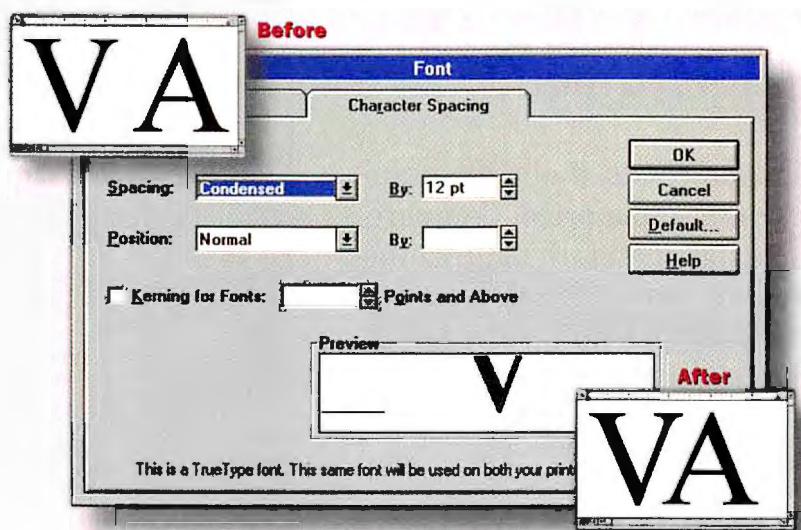 Before
V A
Font
Character Spacing
OK
Spacing: Condensed By: 12 pt
Cancel
Position: Normal By:
Default...
Help
Kerning for Fonts: Points and Above
Preview
V
After
VA
This is a TrueType font. This same font will be used on both your